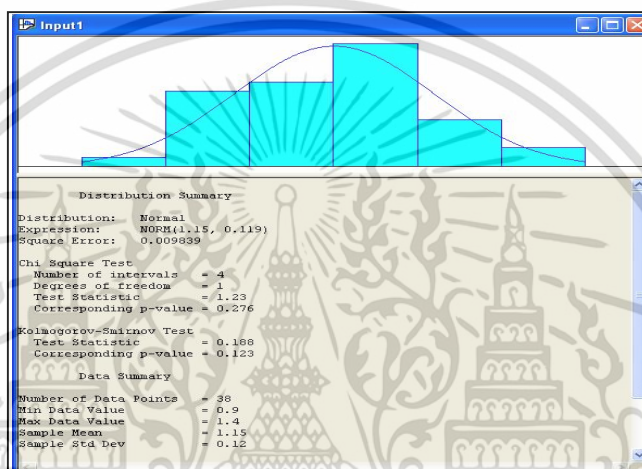 Input1
Distribution Summary
Distribution: Normal
Expression: NORM(1.15, 0.119)
Square Error: 0.009839
Chi Square Test
Number of intervals = 4
Degrees of freedom = 1
Test Statistic = 1.23
Corresponding p-value = 0.276
Kolmogorov-Smirnov Test
Test Statistic = 0.188
Corresponding p-value = 0.123
Data Summary
Number of Data Points = 38
Min Data Value = 0.9
Max Data Value = 1.4
Sample Mean = 1.15
Sample Std Dev = 0.12